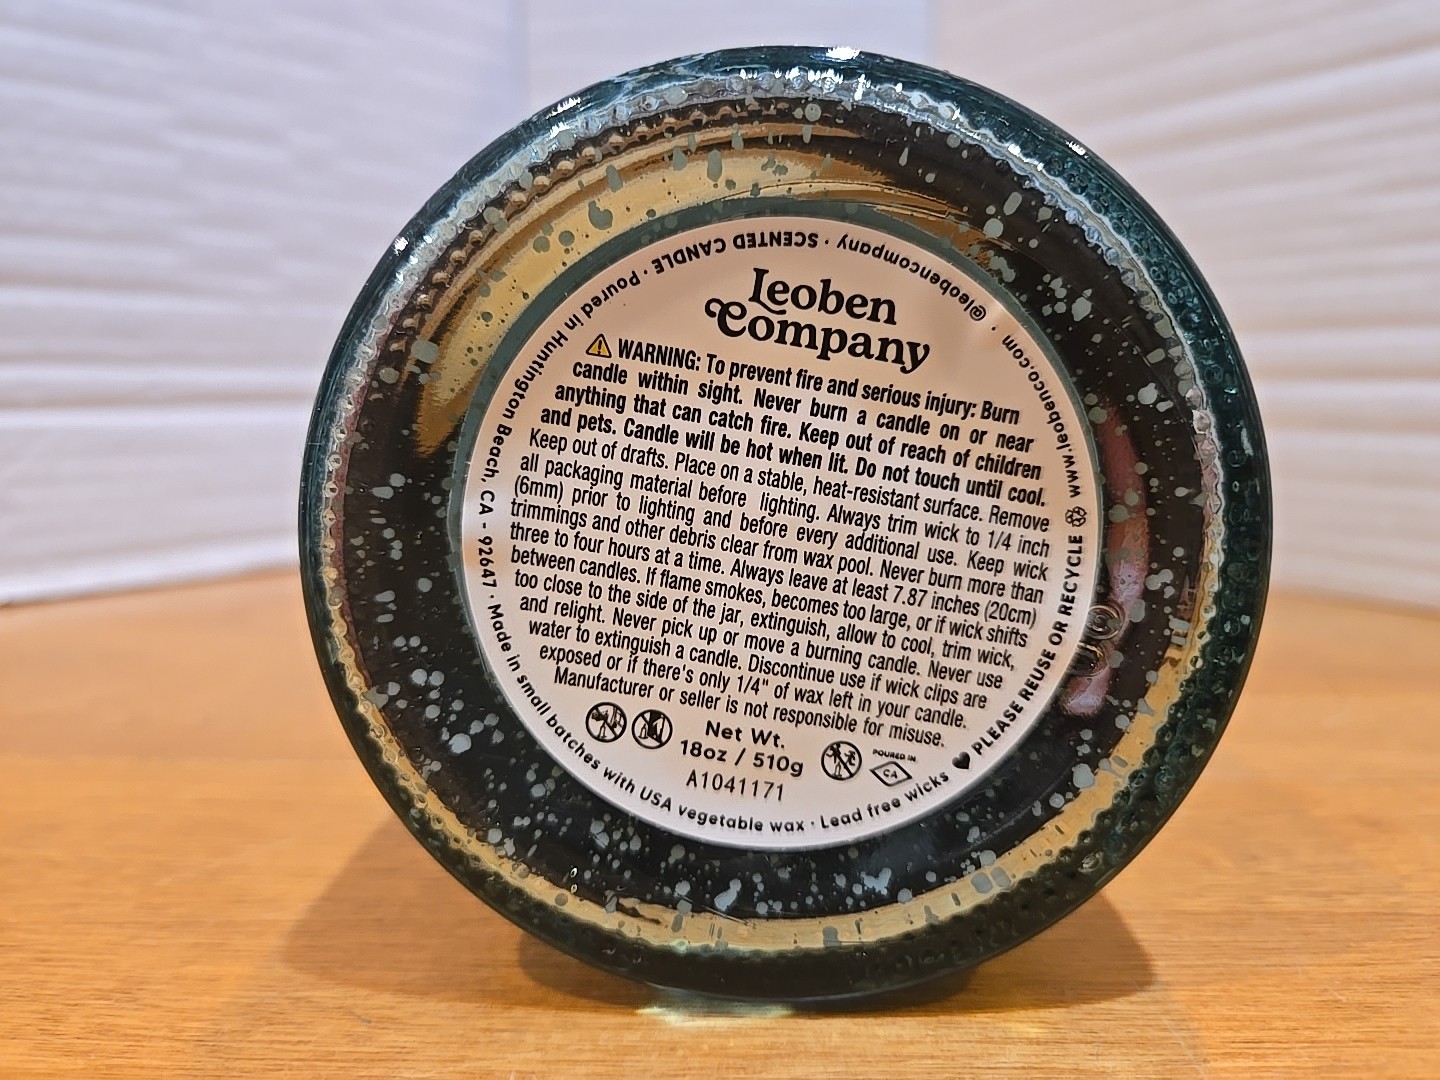 Leoben
Company
⚠ WARNING: To prevent fire and serious injury: Burn
candle within sight. Never burn a candle on or near
anything that can catch fire. Keep out of reach of children
and pets. Candle will be hot when lit. Do not touch until cool.
Keep out of drafts. Place on a stable, heat-resistant surface. Remove
all packaging material before lighting. Always trim wick to 1/4 inch
(6mm) prior to lighting and before every additional use. Keep wick
trimmings and other debris clear from wax pool. Never burn more than
three to four hours at a time. Always leave at least 7.87 inches (20cm)
between candles. If flame smokes, becomes too large, or if wick shifts
too close to the side of the jar, extinguish, allow to cool, trim wick,
and relight. Never pick up or move a burning candle. Never use
water to extinguish a candle. Discontinue use if wick clips are
exposed or if there's only 1/4" of wax left in your candle.
Manufacturer or seller is not responsible for misuse.
Net Wt.
18oz / 510g
A1041171
POURED IN
CA
SCENTED CANDLE · Poured in Huntington Beach, CA - 92647 · Made in small batches with USA vegetable wax · Lead free wicks ♥ PLEASE REUSE OR RECYCLE ♲ www.leobenco.com · @leobencompany ·